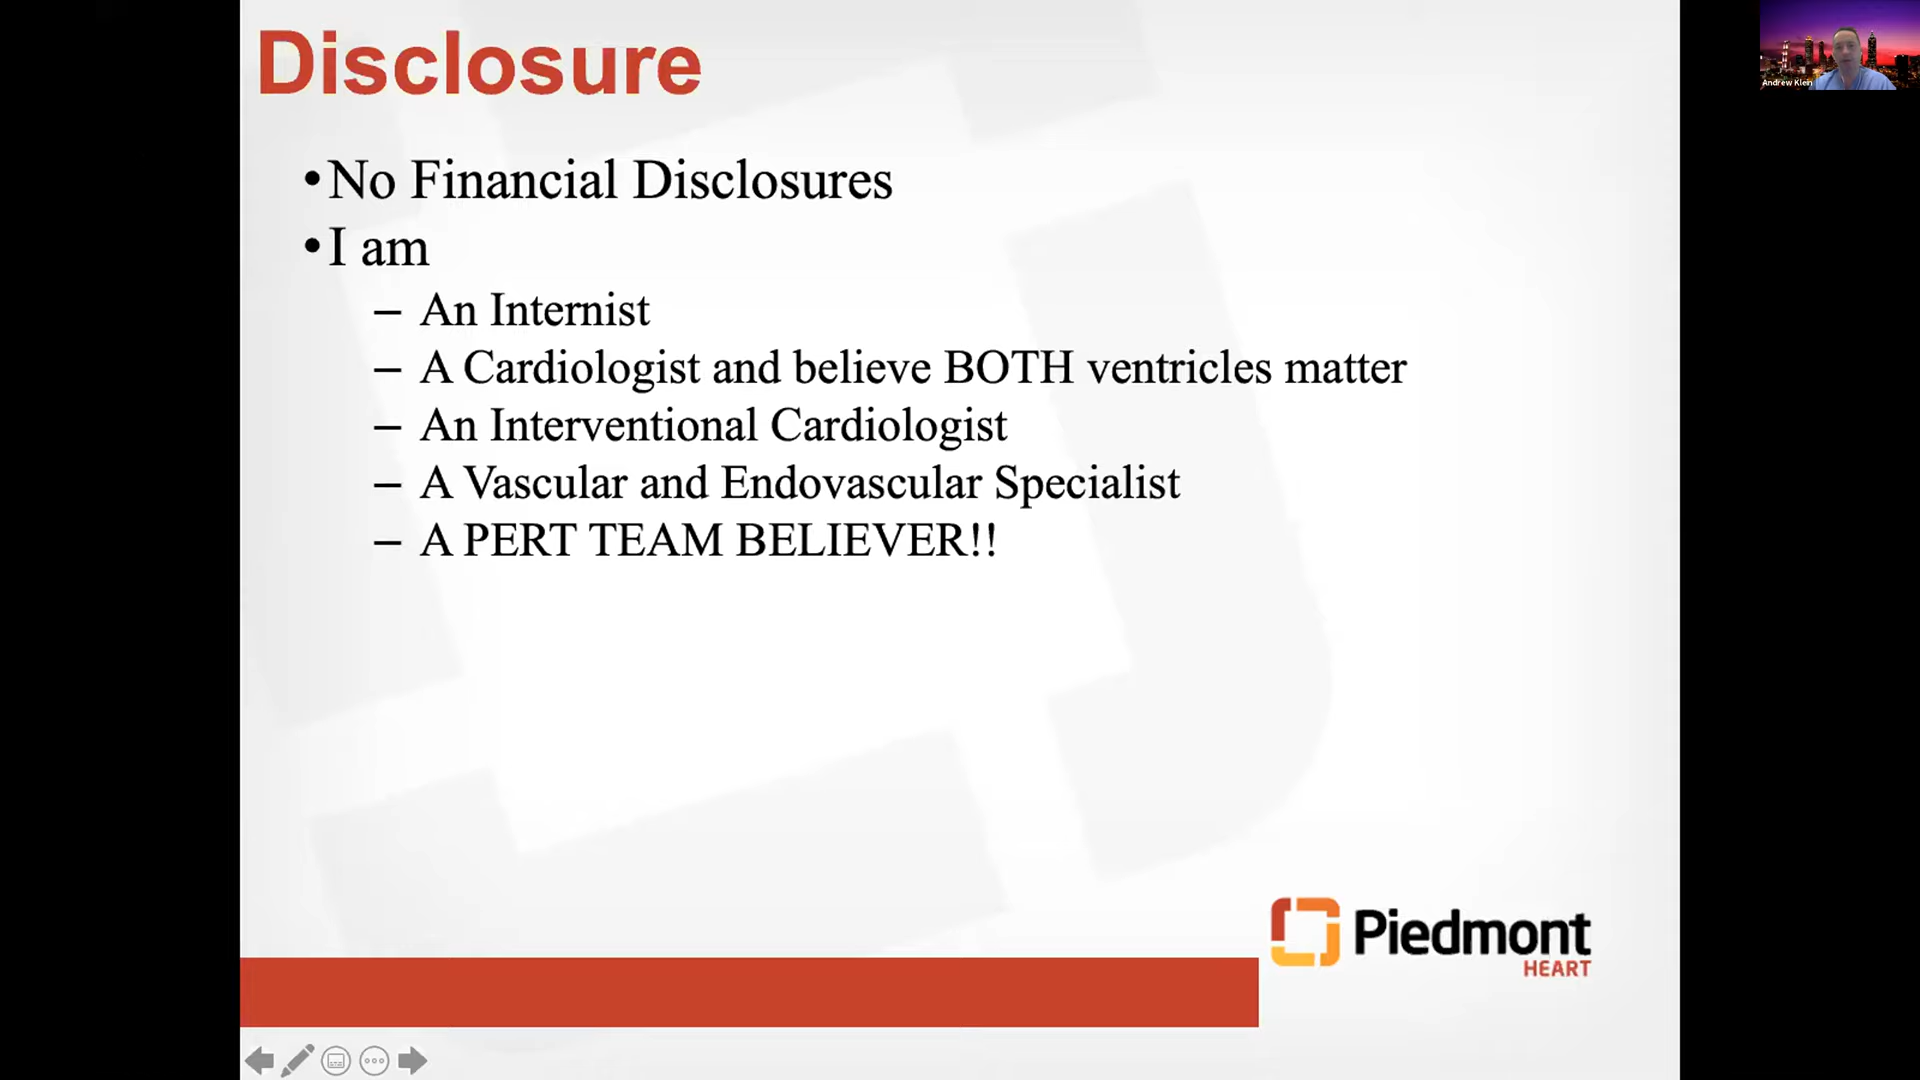 Disclosure
•No Financial Disclosures
•I am
– An Internist
– A Cardiologist and believe BOTH ventricles matter
– An Interventional Cardiologist
– A Vascular and Endovascular Specialist
– A PERT TEAM BELIEVER!!
Piedmont
HEART
Andrew Klein